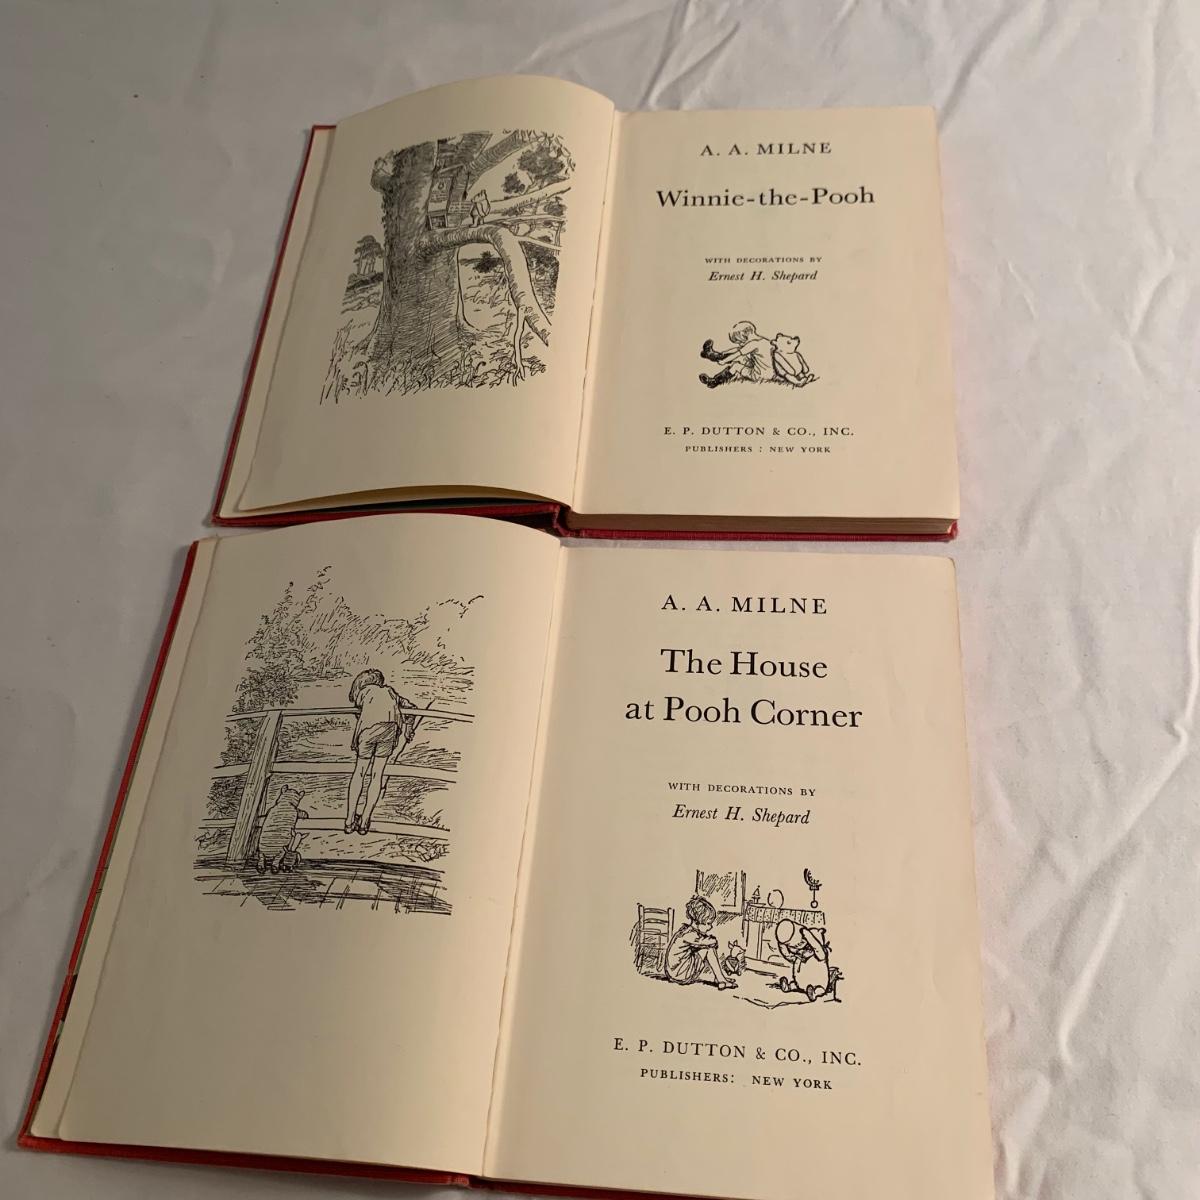 A. A. MILNE
Winnie-the-Pooh
WITH DECORATIONS BY
Ernest H. Shepard
E. P. DUTTON & CO., INC.
PUBLISHERS : NEW YORK
A. A. MILNE
The House
at Pooh Corner
WITH DECORATIONS BY
Ernest H. Shepard
E. P. DUTTON & CO., INC.
PUBLISHERS: NEW YORK